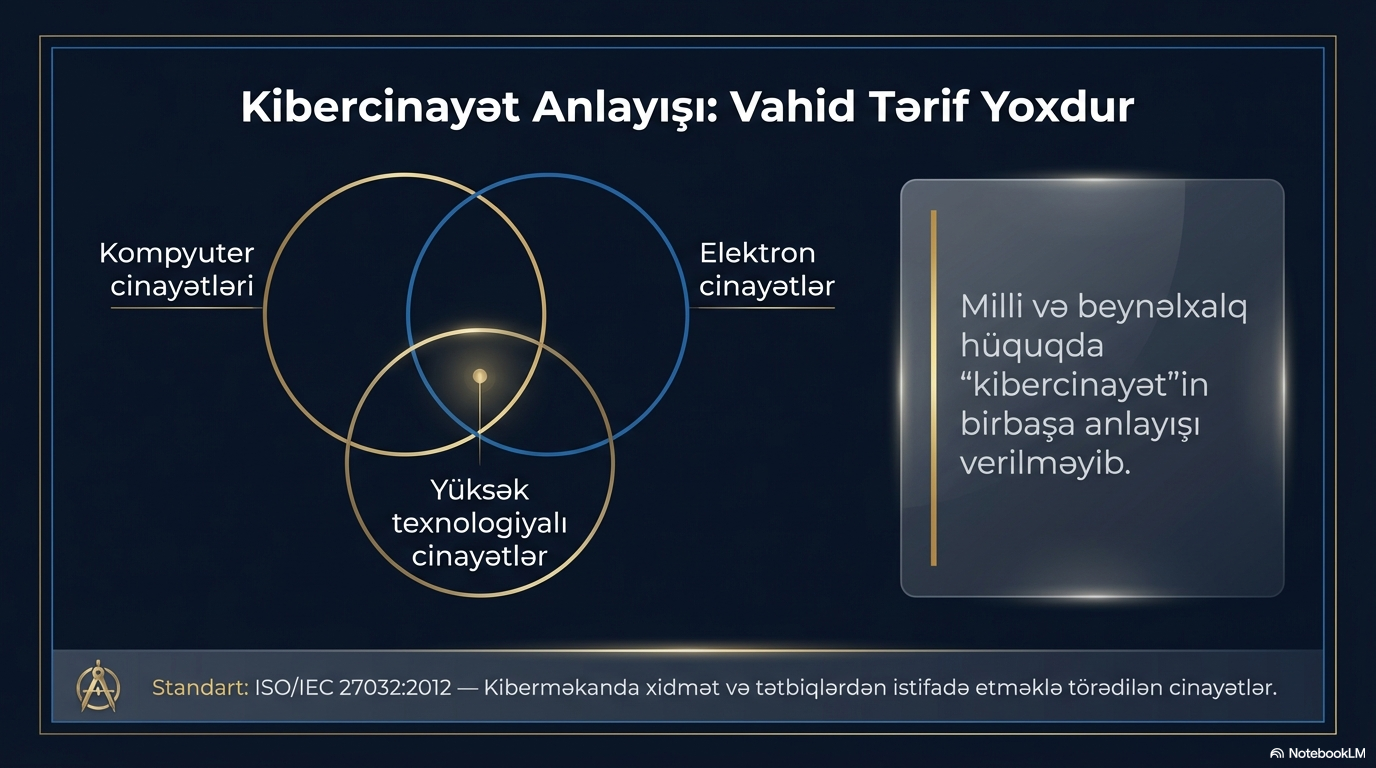 Kibercinayət Anlayışı: Vahid Tərif Yoxdur
Kompyuter
cinayətləri
Elektron
cinayətlər
Yüksək
texnologiyalı
cinayətlər
Milli və beynəlxalq
hüquqda
“kibercinayət”in
birbaşa anlayışı
verilməyib.
Standart: ISO/IEC 27032:2012 — Kiberməkanda xidmət və tətbiqlərdən istifadə etməklə törədilən cinayətlər.
NotebookLM